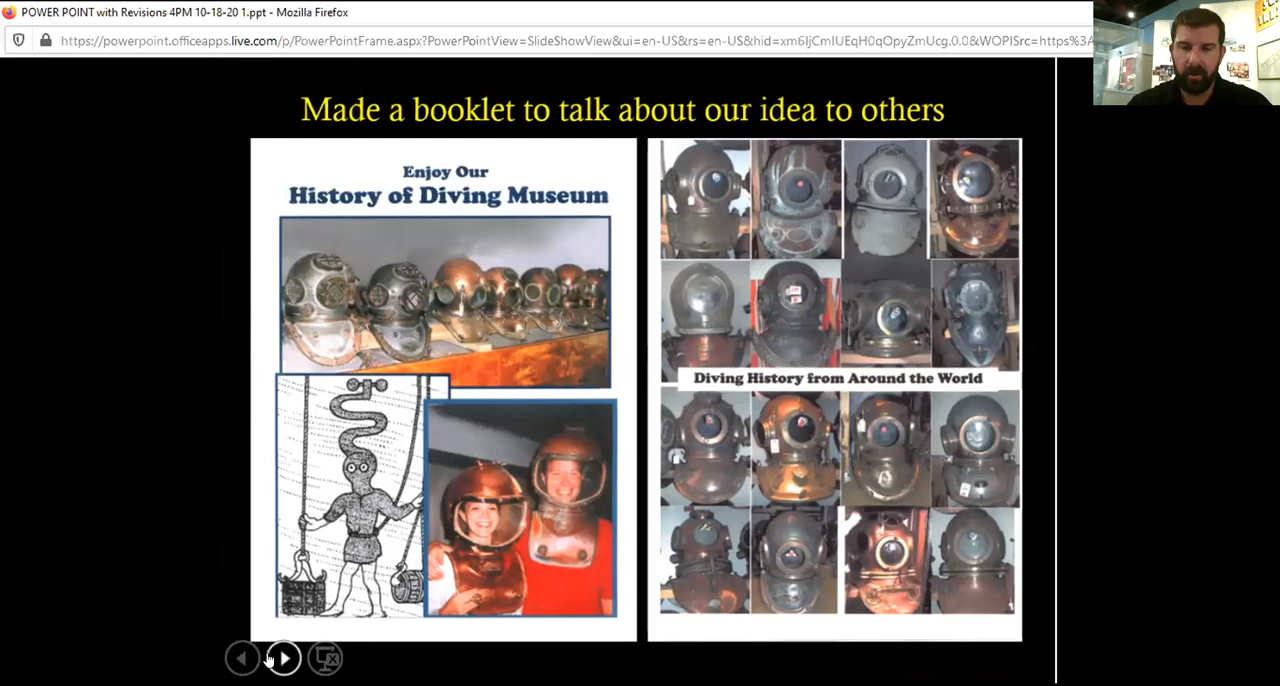 POWER POINT with Revisions 4PM 10-18-20 1.ppt - Mozilla Firefox
https://powerpoint.officeapps.live.com/p/PowerPointFrame.aspx?PowerPointView=SlideShowView&ui=en-US&rs=en-US&hid=xm6IjCmIUEqH0qOpyZmUcg.0.0&WOPISrc=https%3A
Made a booklet to talk about our idea to others
Enjoy Our
History of Diving Museum
Diving History from Around the World